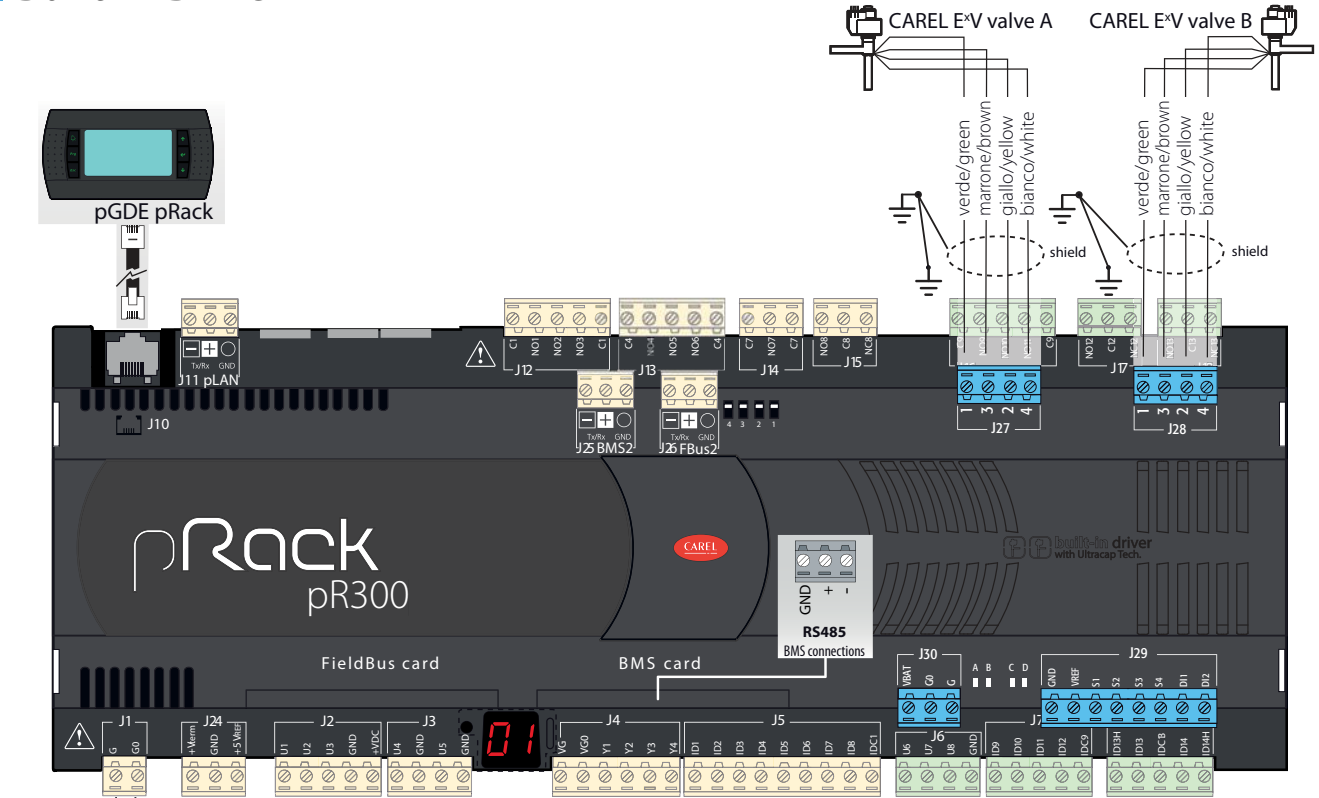 CAREL ExV valve A
CAREL ExV valve B
verde/green
marrone/brown
giallo/yellow
bianco/white
verde/green
marrone/brown
giallo/yellow
bianco/white
shield
shield
pGDE pRack
C1 NO1 NO2 NO3 C1
J12
C4 NO4 NO5 NO6 C4
J13
C7 NO7 C7
J14
NO8 C8 NC8
J15
C9
NO12 C12 NC12
J17
NO13 C13 NC13
Tx/Rx GND
J11 pLAN
J10
Tx/Rx GND
J25 BMS2
Tx/Rx GND
J26 FBus2
4 3 2 1
1 3 2 4
J27
1 3 2 4
J28
pRack
pR300
CAREL
built-in driver
with Ultracap Tech.
GND + -
RS485
BMS connections
FieldBus card
BMS card
J30
VBAT G0 G
A B C D
J29
GND VREF S1 S2 S3 S4 DI1 DI2
J1
G G0
J24
+Vterm GND +5VREF
J2
U1 U2 U3 GND +VDC
J3
U4 GND U5 GND
01
J4
VG VG0 Y1 Y2 Y3 Y4
J5
ID1 ID2 ID3 ID4 ID5 ID6 ID7 ID8 IDC1
J6
U6 U7 U8 GND
J7
ID9 ID10 ID11 ID12 IDC9
ID13H ID13 IDC13 ID14 ID14H